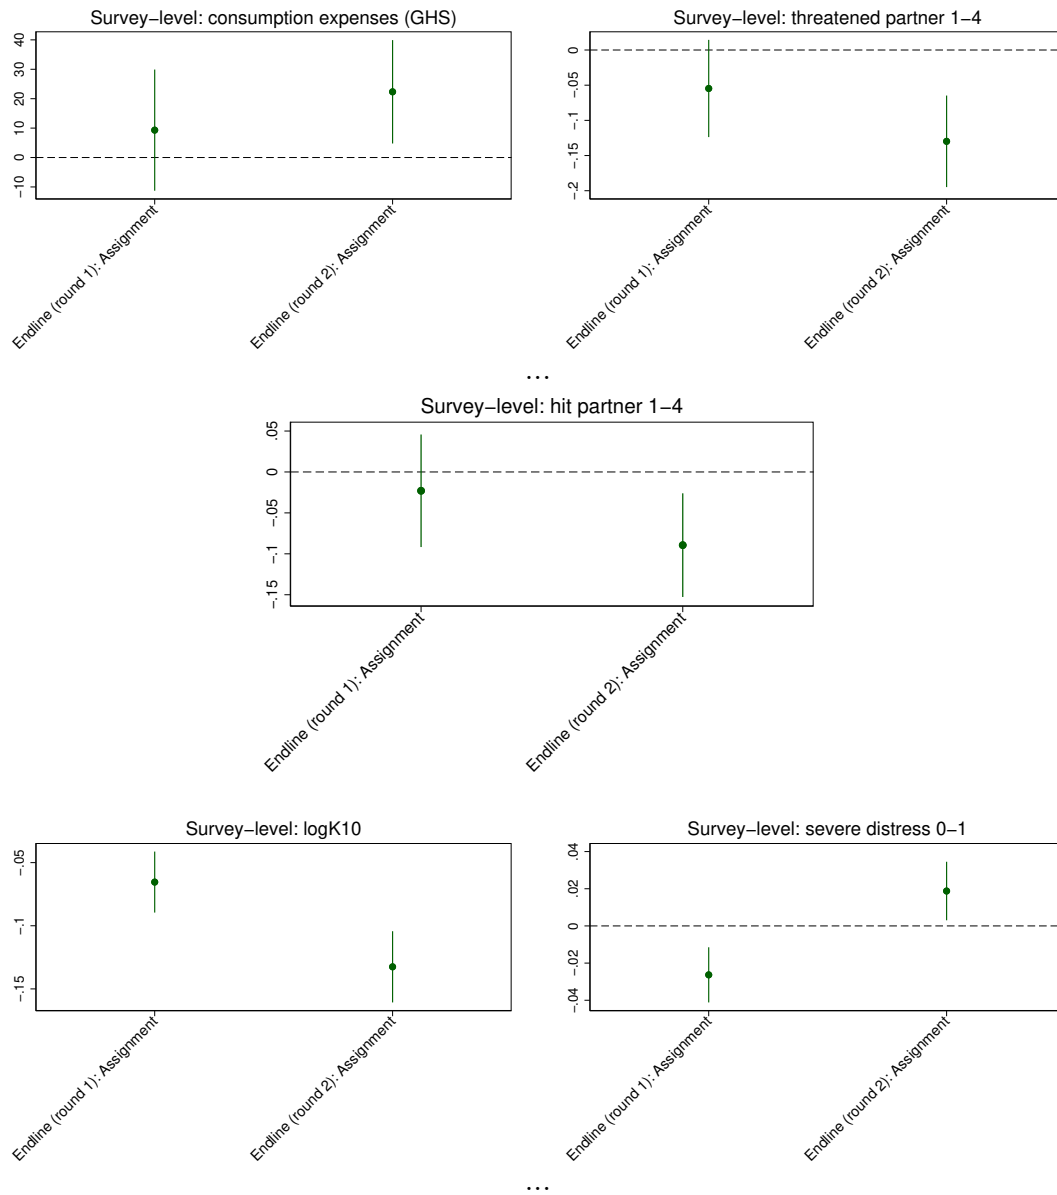 Survey−level: consumption expenses (GHS)
40
30
20
10
0
−10
Endline (round 1): Assignment
Endline (round 2): Assignment
Survey−level: threatened partner 1−4
0
−.05
−.1
−.15
−.2
Endline (round 1): Assignment
Endline (round 2): Assignment
...
Survey−level: hit partner 1−4
.05
0
−.05
−.1
−.15
Endline (round 1): Assignment
Endline (round 2): Assignment
Survey−level: logK10
−.05
−.1
−.15
Endline (round 1): Assignment
Endline (round 2): Assignment
Survey−level: severe distress 0−1
.04
.02
0
−.02
−.04
Endline (round 1): Assignment
Endline (round 2): Assignment
...